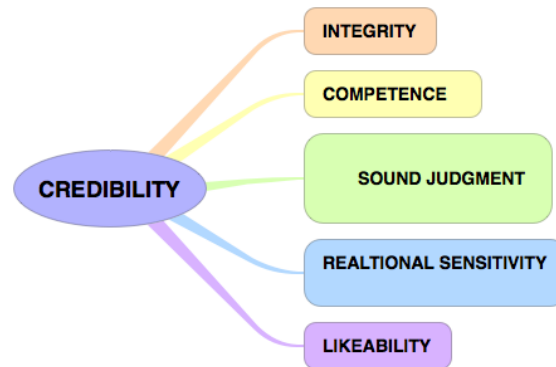 INTEGRITY
COMPETENCE
CREDIBILITY
SOUND JUDGMENT
REALTIONAL SENSITIVITY
LIKEABILITY